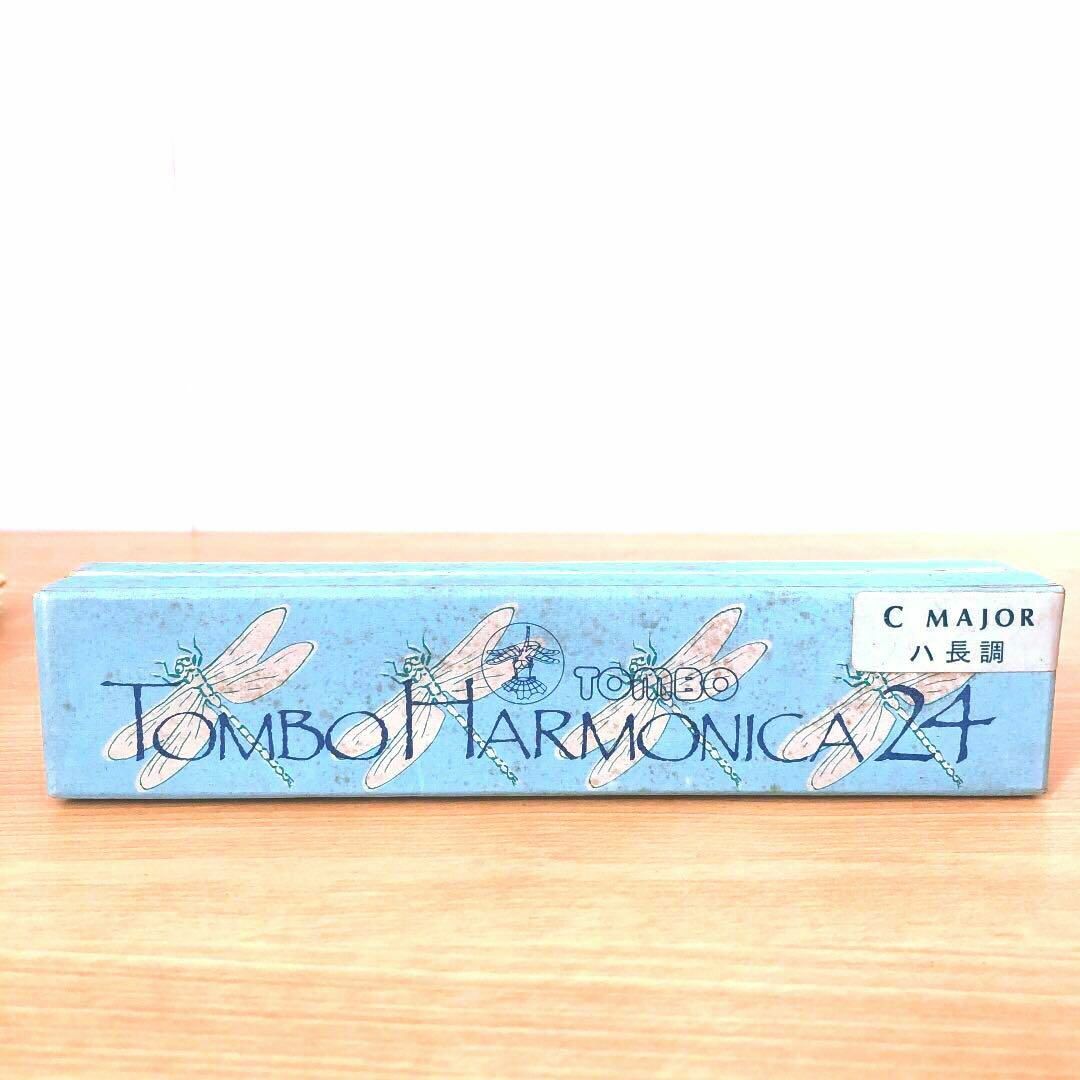 C MAJOR
ハ長調
TOMBO
TOMBO HARMONICA 24